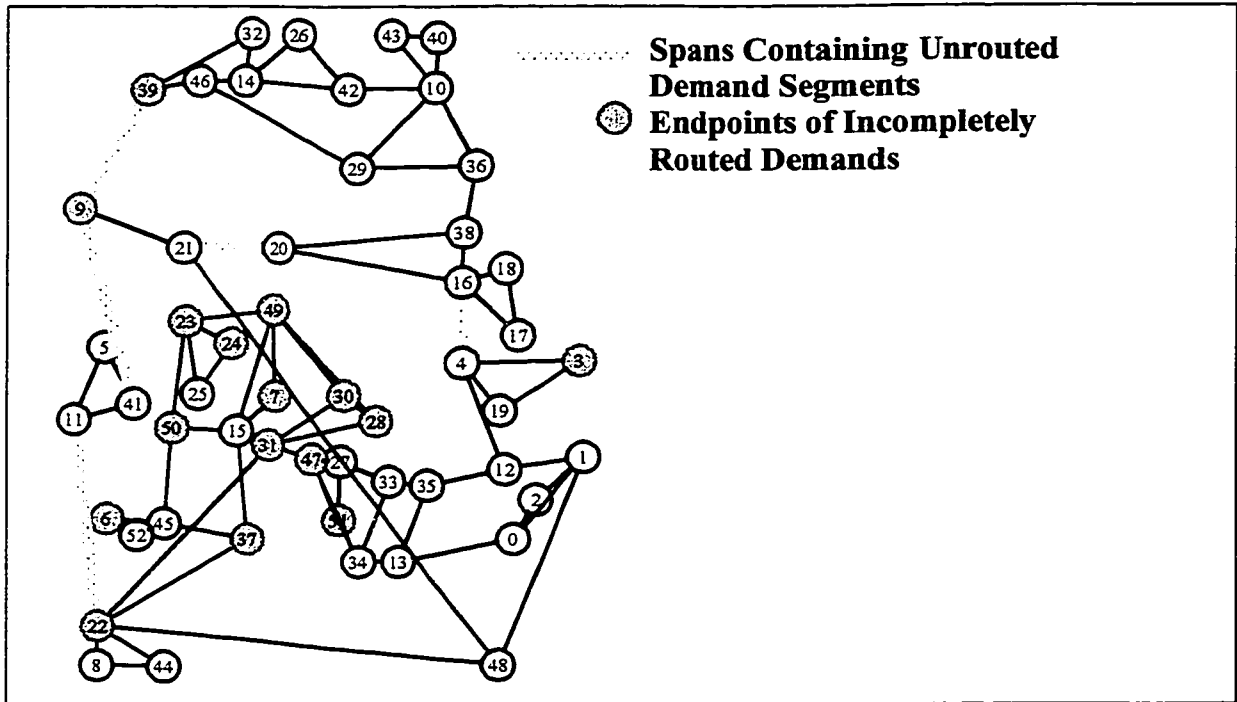 32 26 43 40
Spans Containing Unrouted
Demand Segments
39 46 14 42 10
Endpoints of Incompletely
Routed Demands
29 36
9
21 20 38
16 18
23 49
17
5 24 4 3
25 7 30
11 41 19
28
50 15 31
47 27 12 1
33 35
2
6 52 45 37 0
34 13
22
8 44 48